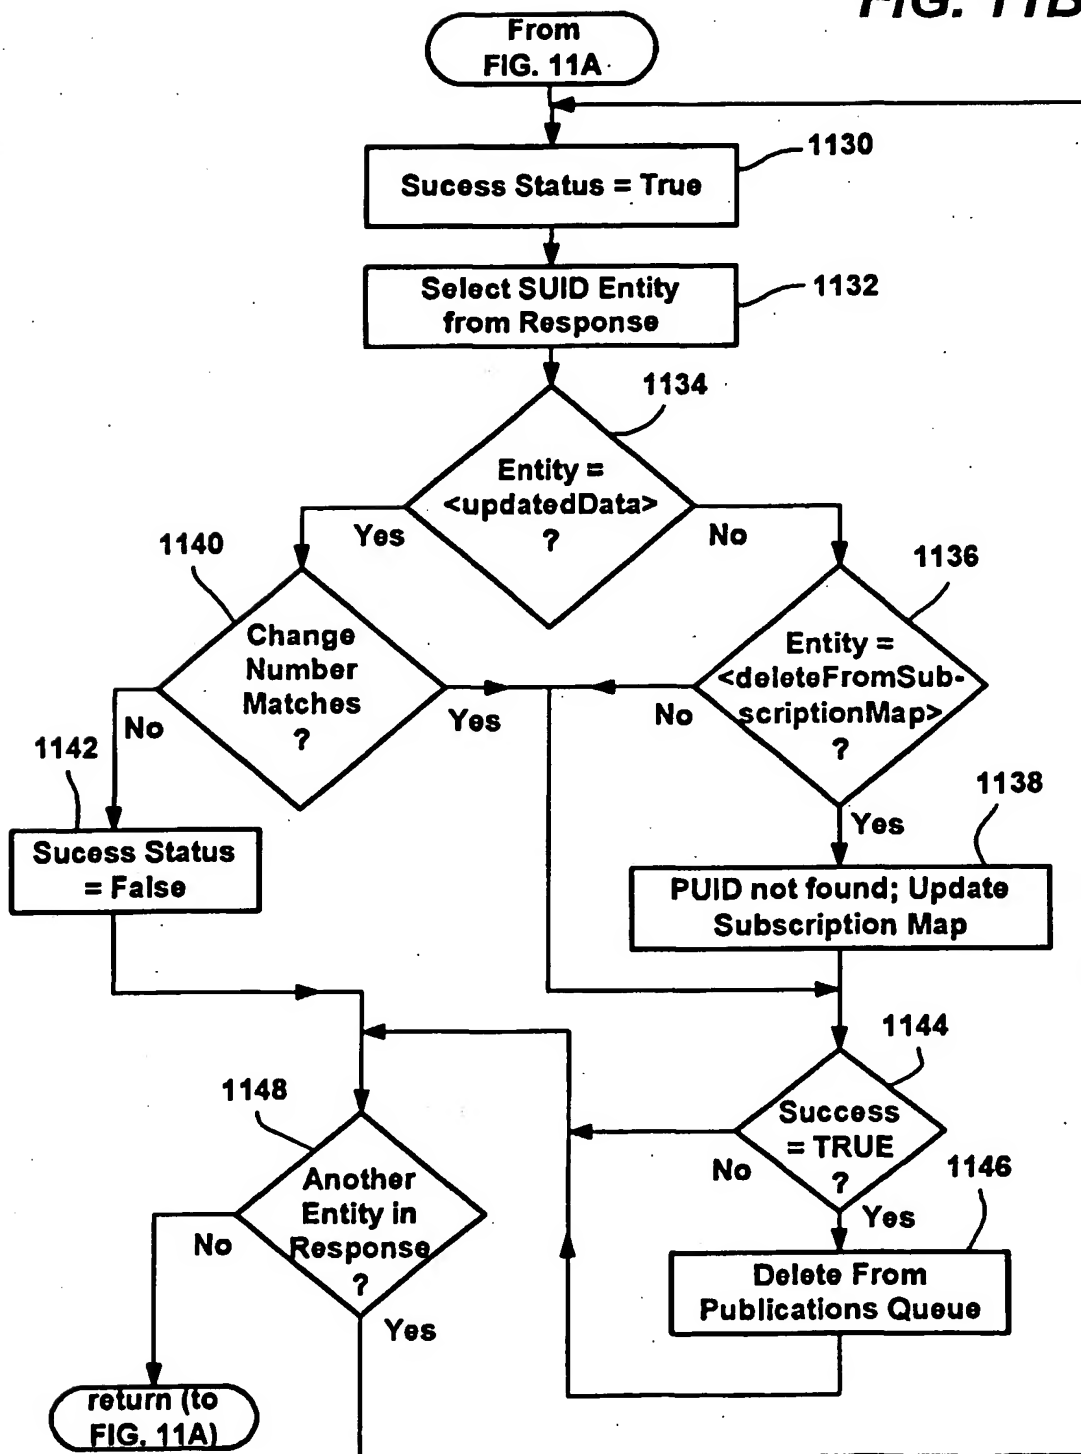 FIG. 11B
From
FIG. 11A
1130
Sucess Status = True
1132
Select SUID Entity
from Response
1134
Entity =
<updatedData>
?
Yes
No
1140
1136
Change
Number
Matches
?
Entity =
<deleteFromSub-
scriptionMap>
?
No
Yes
No
1142
1138
Yes
Sucess Status
= False
PUID not found; Update
Subscription Map
1144
1148
Success
= TRUE
?
No
1146
Yes
Another
Entity in
Response
?
No
Yes
Delete From
Publications Queue
return (to
FIG. 11A)